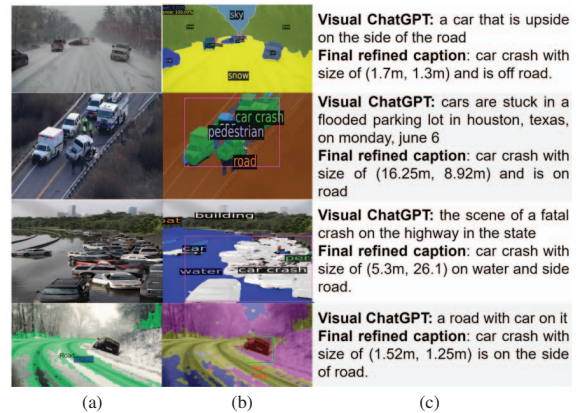 sky
snow
Visual ChatGPT: a car that is upside
on the side of the road
Final refined caption: car crash with
size of (1.7m, 1.3m) and is off road.
car crash
pedestrian
road
Visual ChatGPT: cars are stuck in a
flooded parking lot in houston, texas,
on monday, june 6
Final refined caption: car crash with
size of (16.25m, 8.92m) and is on
road
building
car
water
car crash
Visual ChatGPT: the scene of a fatal
crash on the highway in the state
Final refined caption: car crash with
size of (5.3m, 26.1) on water and side
road.
Road
Visual ChatGPT: a road with car on it
Final refined caption: car crash with
size of (1.52m, 1.25m) is on the side
of road.
(a) (b) (c)